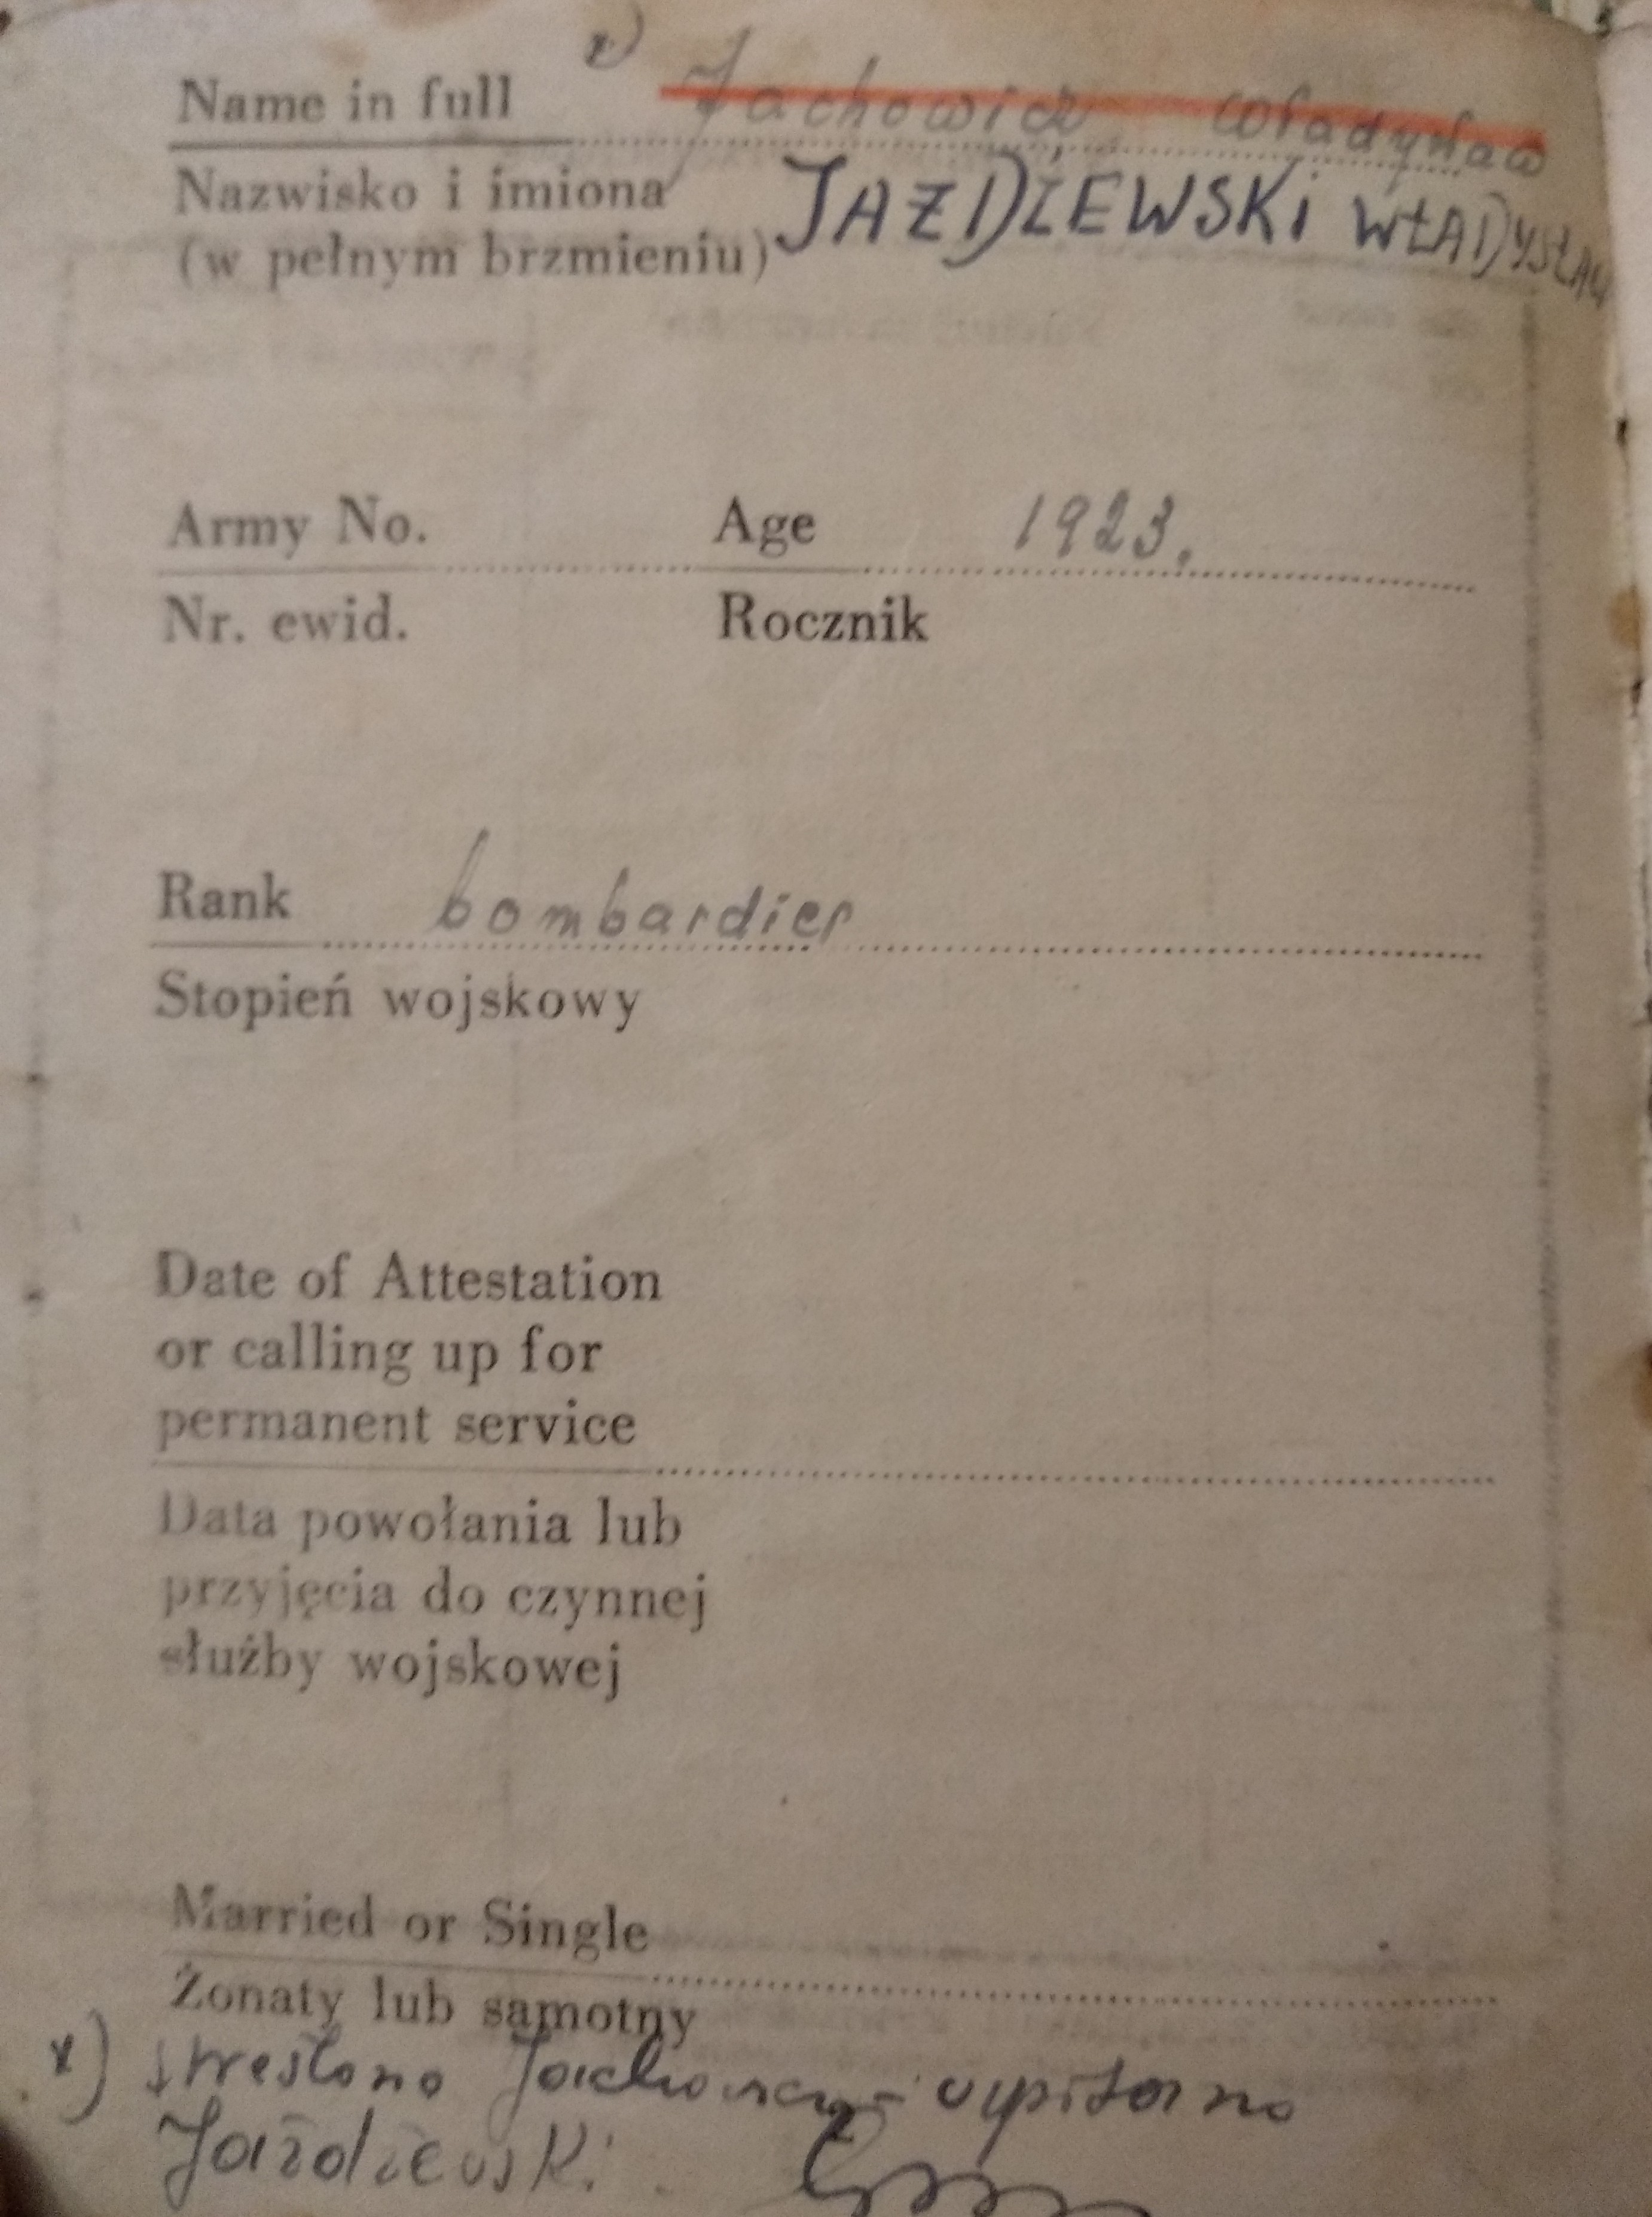 x) Jachowicz Władysław
Name in full
Nazwisko i imiona
(w pełnym brzmieniu)
JAŻDŻEWSKI WŁADYSŁAW
Army No. Age 1923.
Nr. ewid. Rocznik
Rank bombardier
Stopień wojskowy
Date of Attestation
or calling up for
permanent service
Data powołania lub
przyjęcia do czynnej
służby wojskowej
Married or Single
Żonaty lub samotny
x) skreślono Jachowicz - wpisano
Jażdżewski.